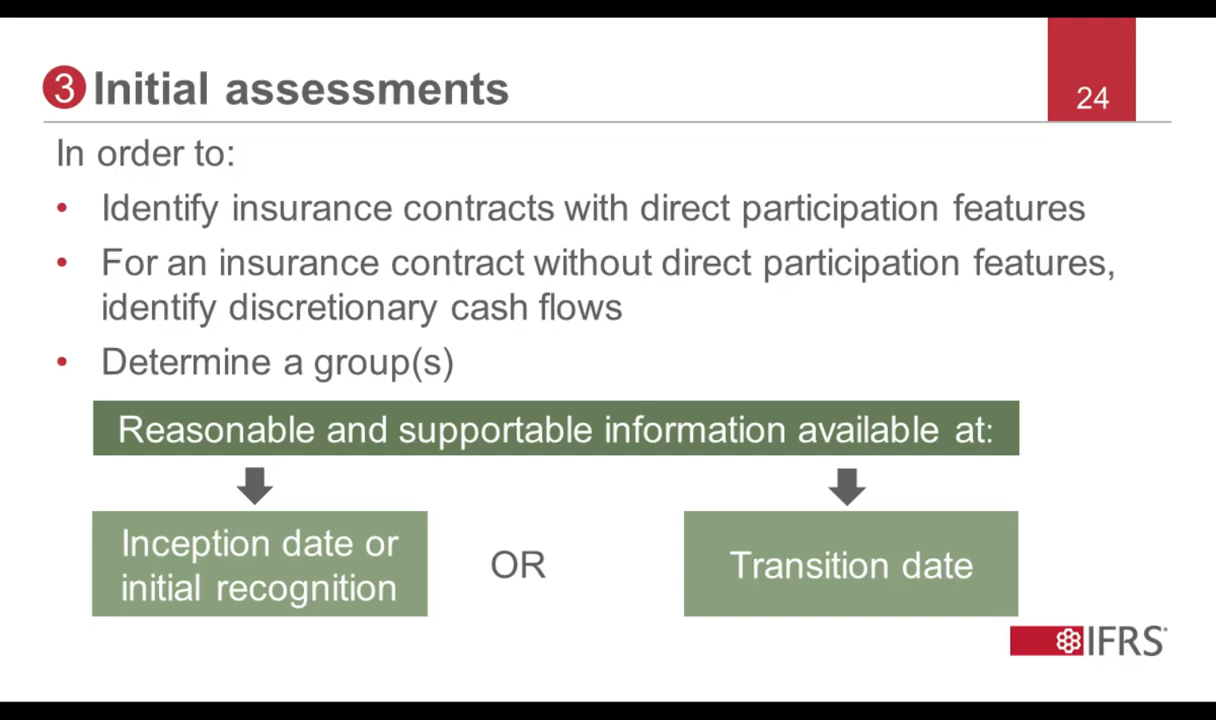 3 Initial assessments
24
In order to:
• Identify insurance contracts with direct participation features
• For an insurance contract without direct participation features,
identify discretionary cash flows
• Determine a group(s)
Reasonable and supportable information available at:
Inception date or
initial recognition
OR
Transition date
IFRS